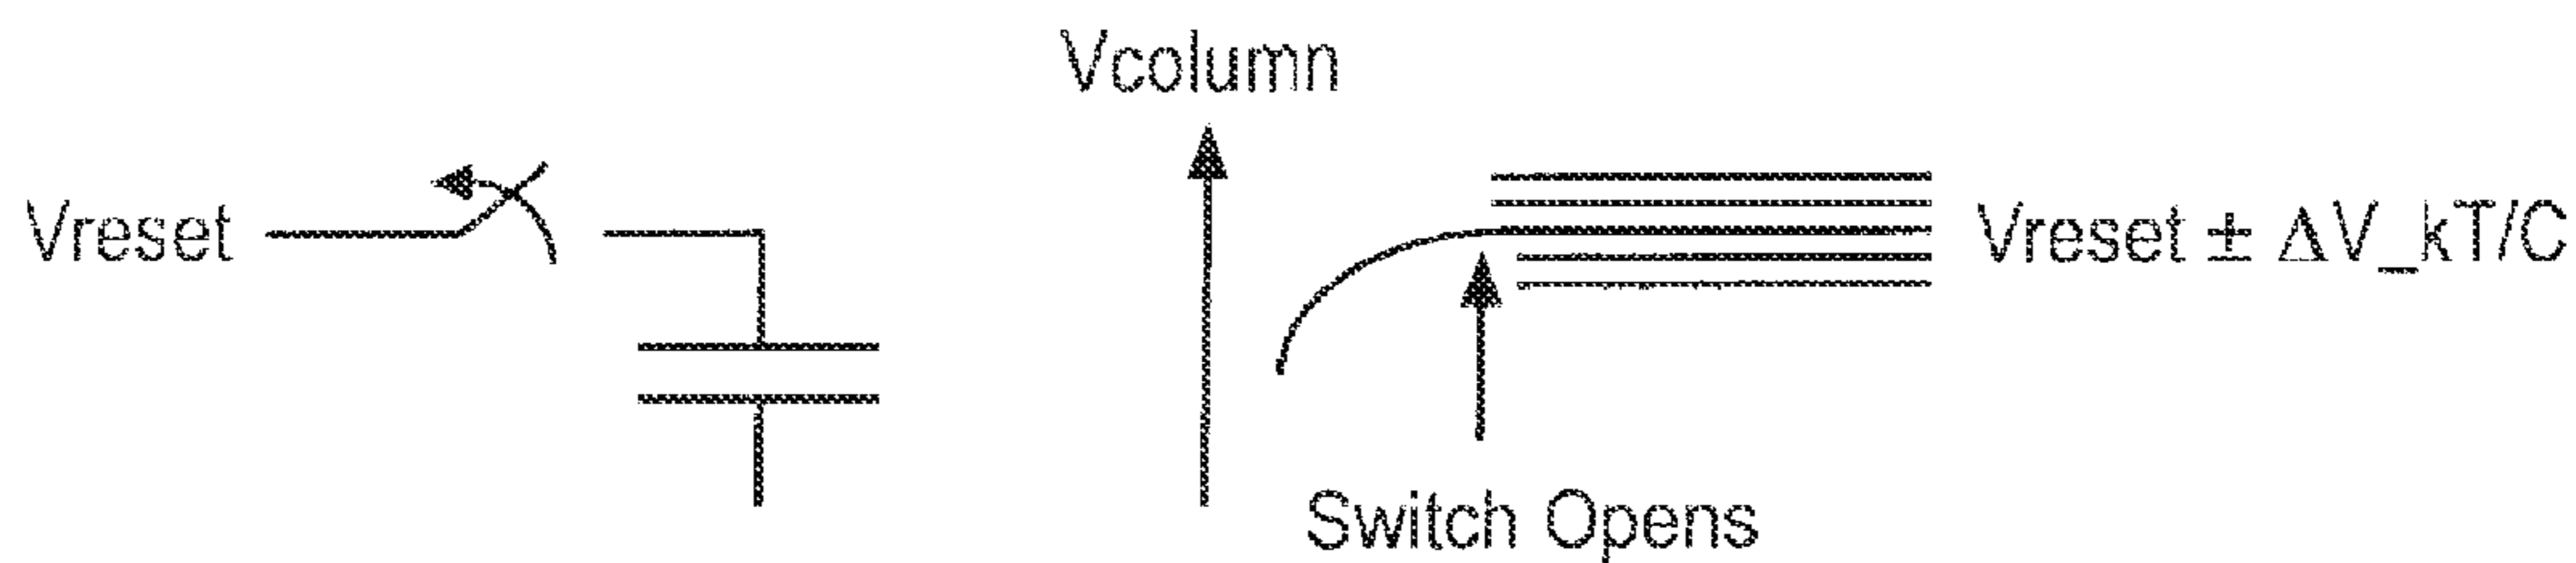 Vcolumn
Vreset
Vreset ± ΔV_kT/C
Switch Opens